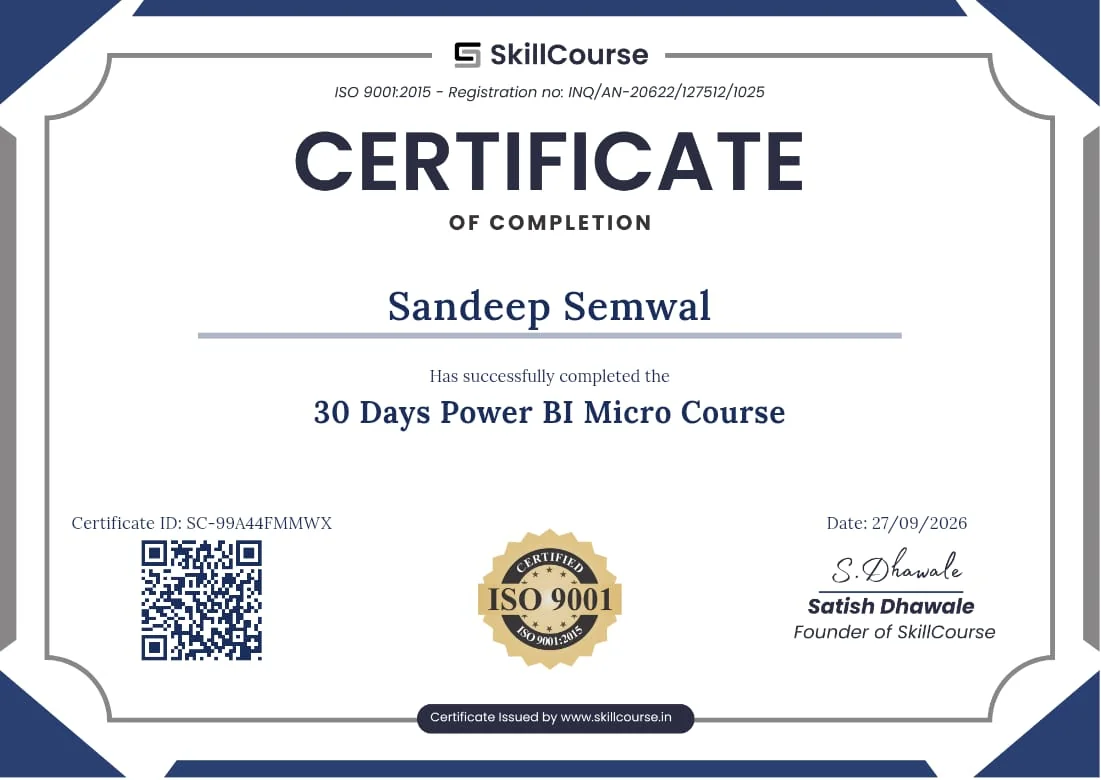 SkillCourse
ISO 9001:2015 - Registration no: INQ/AN-20622/127512/1025
CERTIFICATE
OF COMPLETION
Sandeep Semwal
Has successfully completed the
30 Days Power BI Micro Course
Certificate ID: SC-99A44FMMWX
CERTIFIED
ISO 9001
ISO 9001:2015
Date: 27/09/2026
S. Dhawale
Satish Dhawale
Founder of SkillCourse
Certificate Issued by www.skillcourse.in